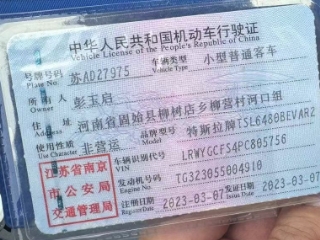 中华人民共和国机动车行驶证
Vehicle License of the People's Republic of China
号牌号码 苏AD27975 车辆类型 小型普通客车
Plate No. Vehicle Type
所有人 彭玉启
Owner
住址 河南省固始县柳树店乡柳营村河口组
Address
使用性质 非营运 品牌型号 特斯拉牌TSL6480BEVAR2
Use Character Model
江苏省南京市公安局交通管理局
车辆识别代号 LRWYGCFS4PC805756
VIN
发动机号码 TG323055004910
Engine No.
注册日期 2023-03-07 发证日期 2023-03-07
Register Date Issue Date